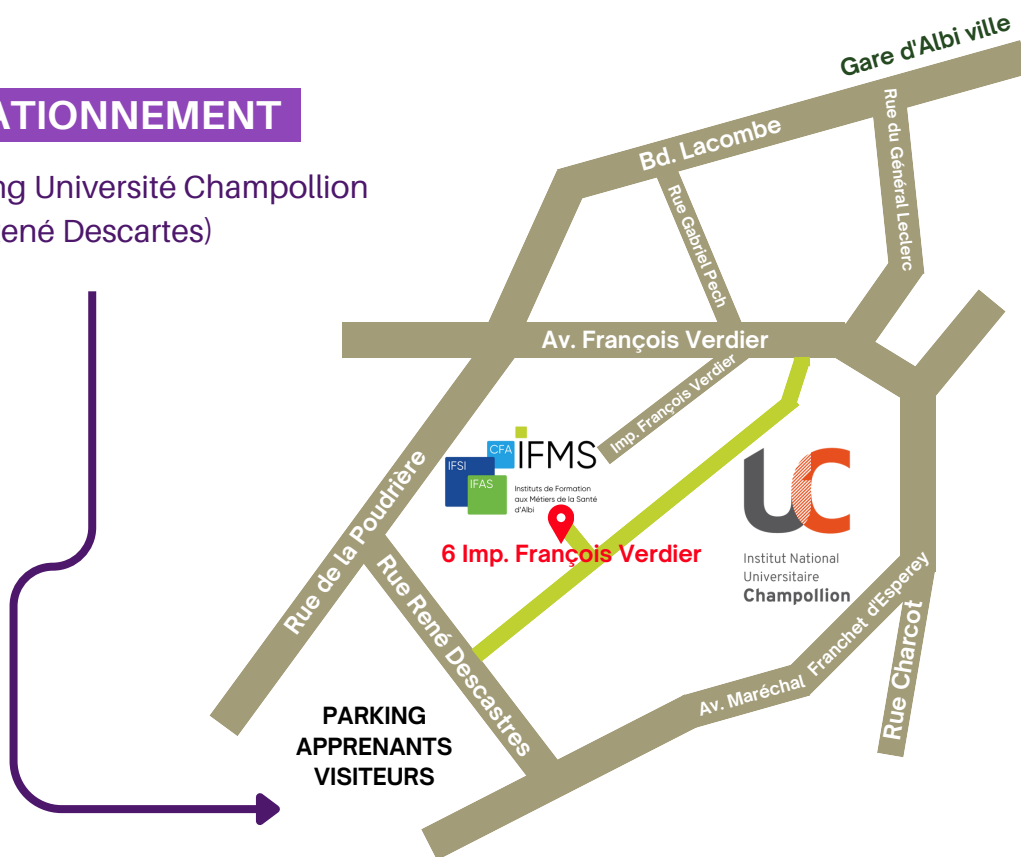 Gare d'Albi ville
ATIONNEMENT
ng Université Champollion
ené Descartes)
Bd. Lacombe
Rue du Général Leclerc
Rue Gabriel Pech
Av. François Verdier
Imp. François Verdier
CFA
IFMS
IFSI
IFAS
Instituts de Formation
aux Métiers de la Santé
d'Albi
UC
Institut National
Universitaire
Champollion
6 Imp. François Verdier
Rue de la Poudrière
Rue René Descastres
Av. Maréchal Franchet d'Esperey
Rue Charcot
PARKING
APPRENANTS
VISITEURS